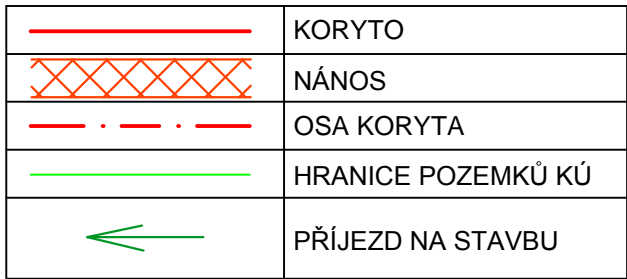 KORYTO
NÁNOS
OSA KORYTA
HRANICE POZEMKŮ KÚ
PŘÍJEZD NA STAVBU